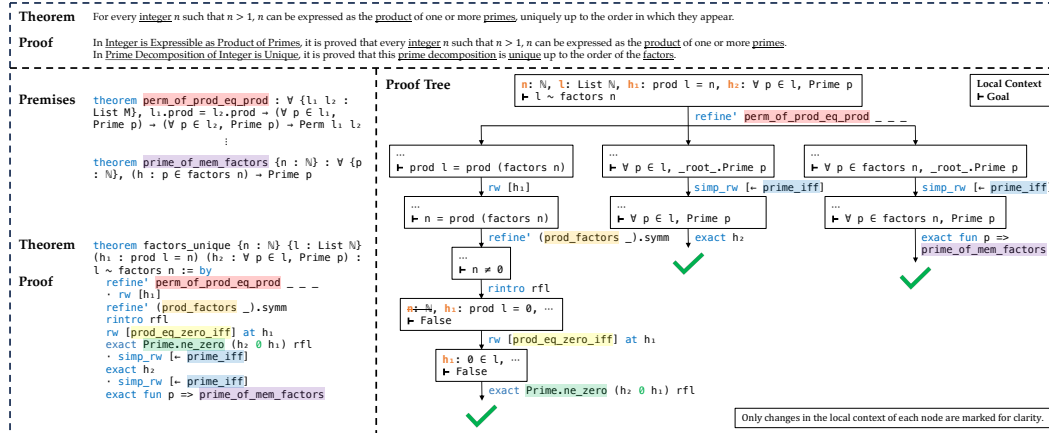 Theorem For every integer n such that n > 1, n can be expressed as the product of one or more primes, uniquely up to the order in which they appear.
Proof In Integer is Expressible as Product of Primes, it is proved that every integer n such that n > 1, n can be expressed as the product of one or more primes.
In Prime Decomposition of Integer is Unique, it is proved that this prime decomposition is unique up to the order of the factors.
Premises
theorem perm_of_prod_eq_prod : ∀ {l₁ l₂ :
List M}, l₁.prod = l₂.prod → (∀ p ∈ l₁,
Prime p) → (∀ p ∈ l₂, Prime p) → Perm l₁ l₂
⋮
theorem prime_of_mem_factors {n : ℕ} : ∀ {p
: ℕ}, (h : p ∈ factors n) → Prime p
Theorem
theorem factors_unique {n : ℕ} {l : List ℕ}
(h₁ : prod l = n) (h₂ : ∀ p ∈ l, Prime p) :
l ~ factors n := by
Proof
refine' perm_of_prod_eq_prod _ _ _
· rw [h₁]
refine' (prod_factors _).symm
rintro rfl
rw [prod_eq_zero_iff] at h₁
exact Prime.ne_zero (h₂ 0 h₁) rfl
· simp_rw [← prime_iff]
exact h₂
· simp_rw [← prime_iff]
exact fun p => prime_of_mem_factors
Proof Tree
n: ℕ, l: List ℕ, h₁: prod l = n, h₂: ∀ p ∈ l, Prime p
⊢ l ~ factors n
Local Context
⊢ Goal
refine' perm_of_prod_eq_prod _ _ _
…
⊢ prod l = prod (factors n)
…
⊢ ∀ p ∈ l, _root_.Prime p
…
⊢ ∀ p ∈ factors n, _root_.Prime p
rw [h₁]
simp_rw [← prime_iff]
simp_rw [← prime_iff]
…
⊢ n = prod (factors n)
…
⊢ ∀ p ∈ l, Prime p
…
⊢ ∀ p ∈ factors n, Prime p
refine' (prod_factors _).symm
exact h₂
exact fun p =>
prime_of_mem_factors
…
⊢ n ≠ 0
rintro rfl
n: ℕ, h₁: prod l = 0, …
⊢ False
rw [prod_eq_zero_iff] at h₁
h₁: 0 ∈ l, …
⊢ False
exact Prime.ne_zero (h₂ 0 h₁) rfl
Only changes in the local context of each node are marked for clarity.